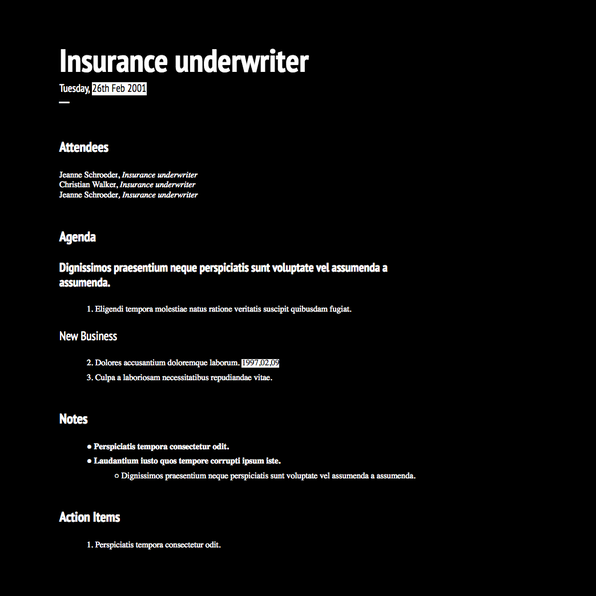 Insurance underwriter
Tuesday, 26th Feb 2001
Attendees
Jeanne Schroeder, Insurance underwriter
Christian Walker, Insurance underwriter
Jeanne Schroeder, Insurance underwriter
Agenda
Dignissimos praesentium neque perspiciatis sunt voluptate vel assumenda a
assumenda.
1. Eligendi tempora molestiae natus ratione veritatis suscipit quibusdam fugiat.
New Business
2. Dolores accusantium doloremque laborum. 1997.02.09
3. Culpa a laboriosam necessitatibus repudiandae vitae.
Notes
● Perspiciatis tempora consectetur odit.
● Laudantium iusto quos tempore corrupti ipsum iste.
○ Dignissimos praesentium neque perspiciatis sunt voluptate vel assumenda a assumenda.
Action Items
1. Perspiciatis tempora consectetur odit.